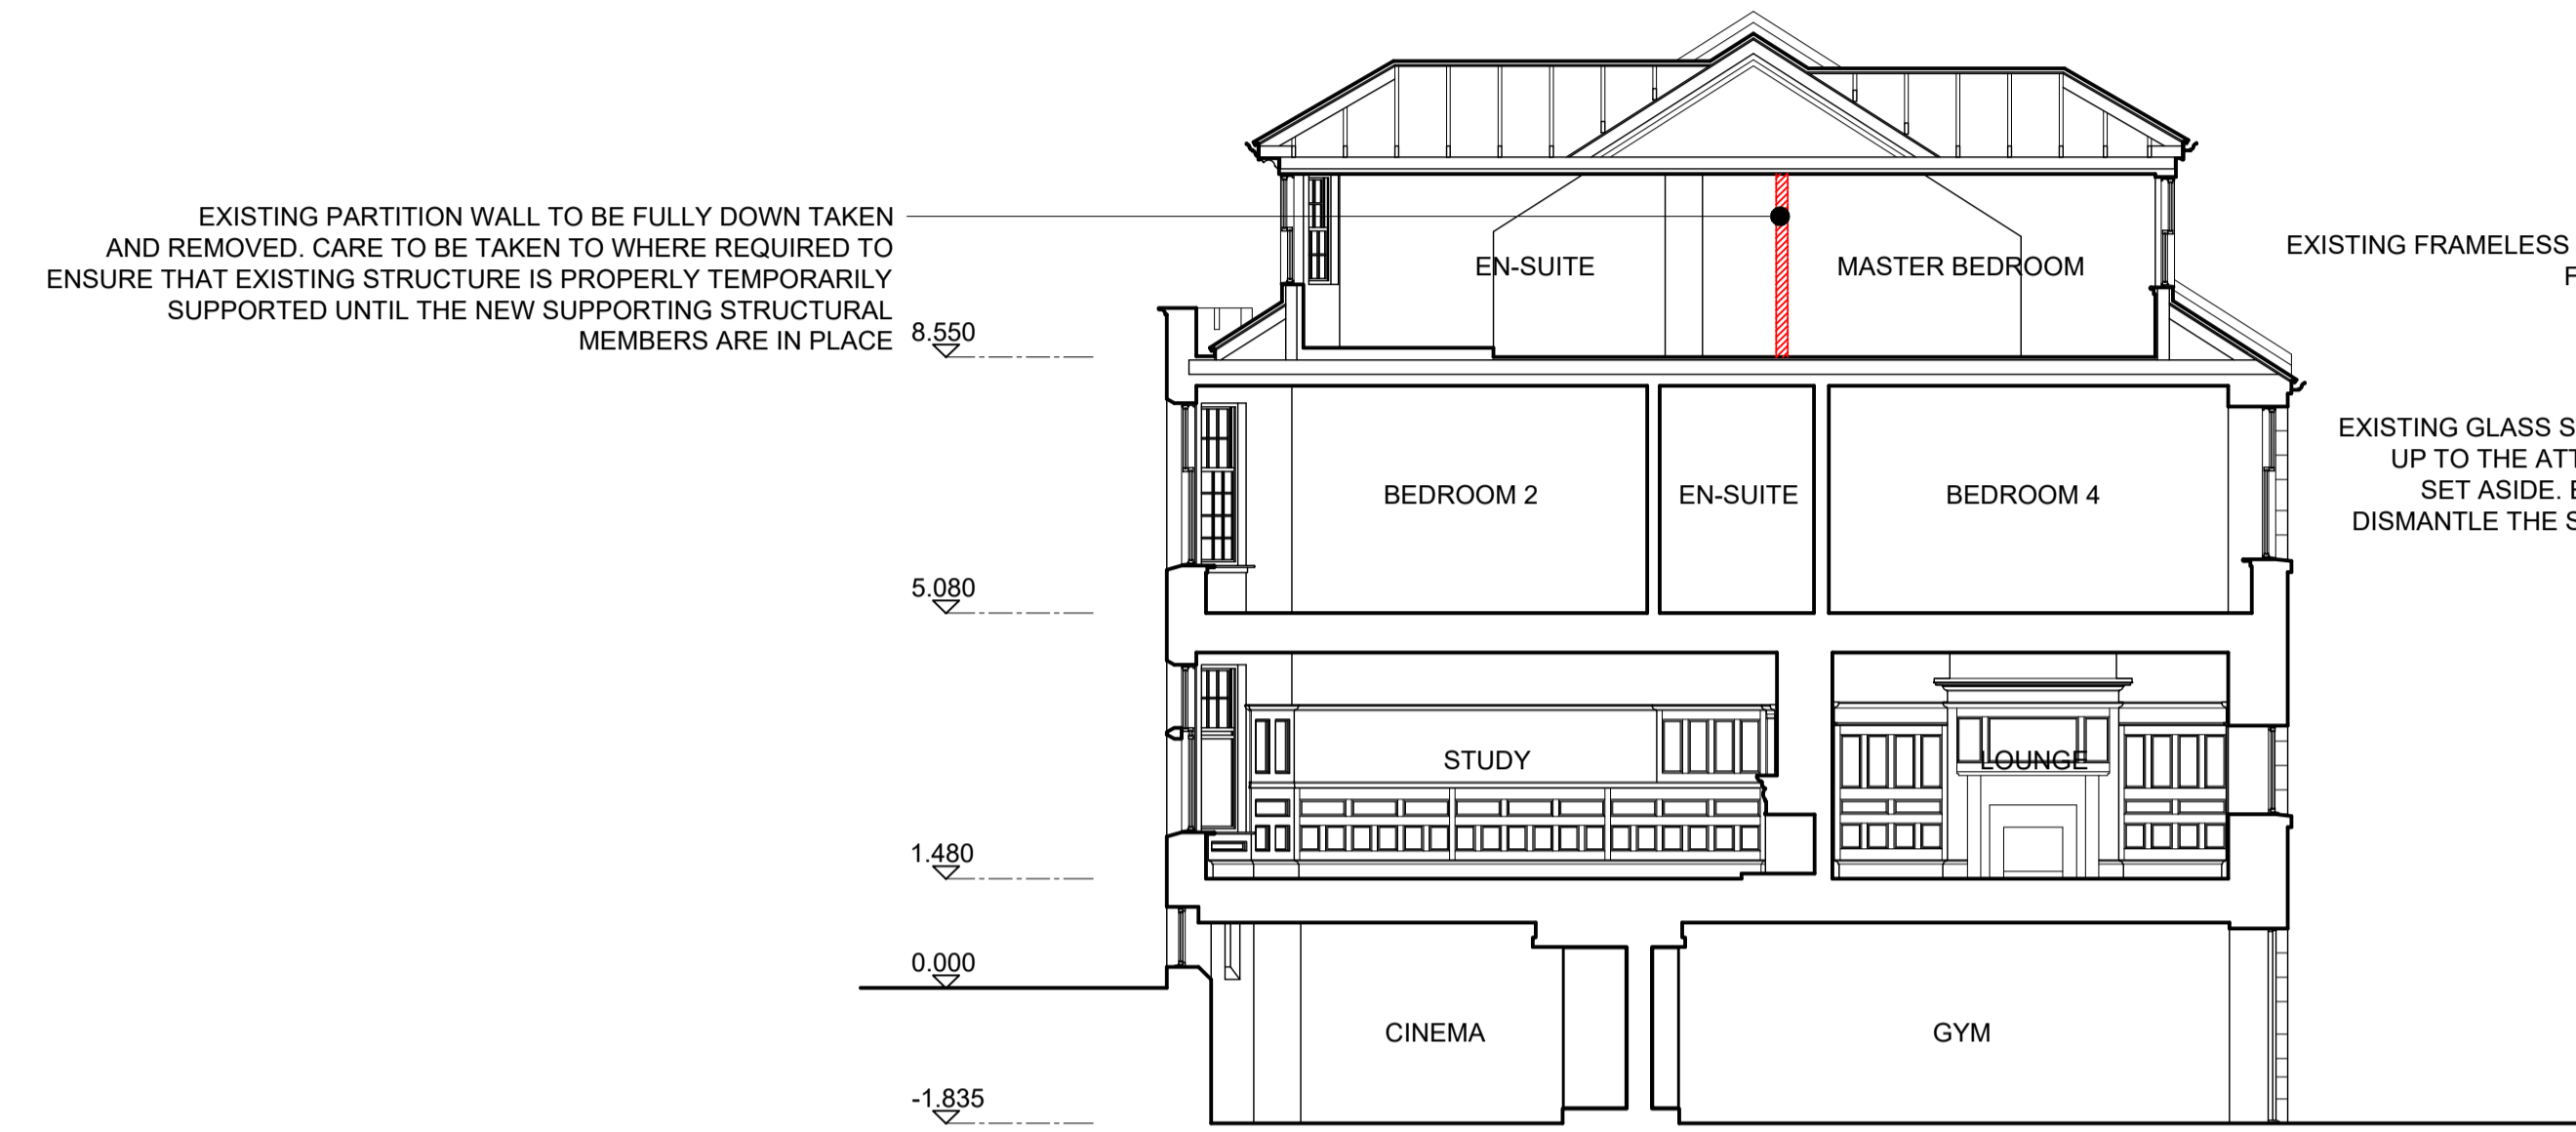 EXISTING PARTITION WALL TO BE FULLY DOWN TAKEN
AND REMOVED. CARE TO BE TAKEN TO WHERE REQUIRED TO
ENSURE THAT EXISTING STRUCTURE IS PROPERLY TEMPORARILY
SUPPORTED UNTIL THE NEW SUPPORTING STRUCTURAL
MEMBERS ARE IN PLACE
EN-SUITE
MASTER BEDROOM
EXISTING FRAMELESS
8.550
BEDROOM 2
EN-SUITE
BEDROOM 4
EXISTING GLASS
UP TO THE
SET ASIDE.
DISMANTLE THE
5.080
STUDY
LOUNGE
1.480
0.000
CINEMA
GYM
-1.835